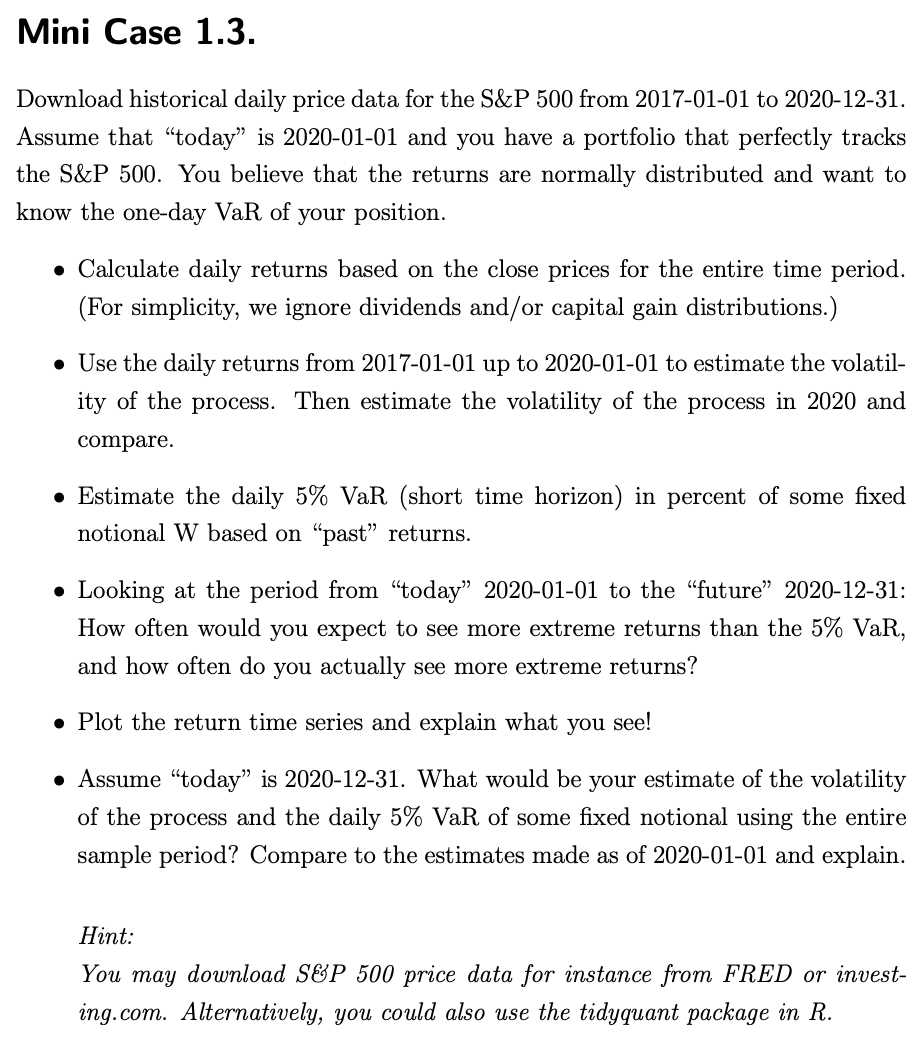 Mini Case 1.3.
Download historical daily price data for the S&P 500 from 2017-01-01 to 2020-12-31.
Assume that “today” is 2020-01-01 and you have a portfolio that perfectly tracks
the S&P 500. You believe that the returns are normally distributed and want to
know the one-day VaR of your position.
• Calculate daily returns based on the close prices for the entire time period.
(For simplicity, we ignore dividends and/or capital gain distributions.)
• Use the daily returns from 2017-01-01 up to 2020-01-01 to estimate the volatil-
ity of the process. Then estimate the volatility of the process in 2020 and
compare.
• Estimate the daily 5% VaR (short time horizon) in percent of some fixed
notional W based on “past” returns.
• Looking at the period from “today” 2020-01-01 to the “future” 2020-12-31:
How often would you expect to see more extreme returns than the 5% VaR,
and how often do you actually see more extreme returns?
• Plot the return time series and explain what you see!
• Assume “today” is 2020-12-31. What would be your estimate of the volatility
of the process and the daily 5% VaR of some fixed notional using the entire
sample period? Compare to the estimates made as of 2020-01-01 and explain.
Hint:
You may download S&P 500 price data for instance from FRED or invest-
ing.com. Alternatively, you could also use the tidyquant package in R.